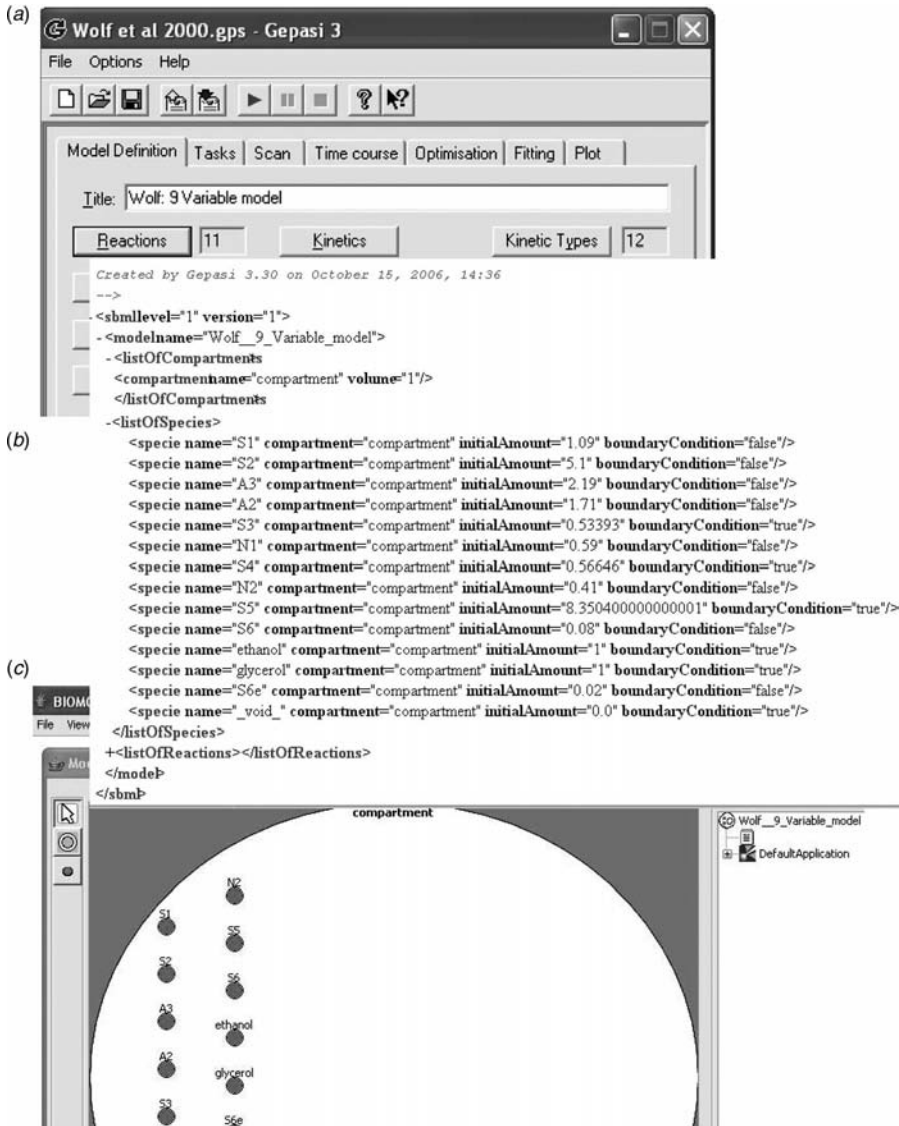 (a)
Wolf et al 2000.gps - Gepasi 3
File Options Help
Model Definition Tasks Scan Time course Optimisation Fitting Plot
Title: Wolf: 9 Variable model
Reactions 11 Kinetics Kinetic Types 12
Created by Gepasi 3.30 on October 15, 2006, 14:36
-->
-<sbmllevel="1" version="1">
-<modelname="Wolf__9_Variable_model">
-<listOfCompartments
<compartmentname="compartment" volume="1"/>
</listOfCompartments
-<listOfSpecies>
(b)
<specie name="S1" compartment="compartment" initialAmount="1.09" boundaryCondition="false"/>
<specie name="S2" compartment="compartment" initialAmount="5.1" boundaryCondition="false"/>
<specie name="A3" compartment="compartment" initialAmount="2.19" boundaryCondition="false"/>
<specie name="A2" compartment="compartment" initialAmount="1.71" boundaryCondition="false"/>
<specie name="S3" compartment="compartment" initialAmount="0.53393" boundaryCondition="true"/>
<specie name="N1" compartment="compartment" initialAmount="0.59" boundaryCondition="false"/>
<specie name="S4" compartment="compartment" initialAmount="0.56646" boundaryCondition="true"/>
<specie name="N2" compartment="compartment" initialAmount="0.41" boundaryCondition="false"/>
<specie name="S5" compartment="compartment" initialAmount="8.350400000000001" boundaryCondition="true"/>
<specie name="S6" compartment="compartment" initialAmount="0.08" boundaryCondition="false"/>
<specie name="ethanol" compartment="compartment" initialAmount="1" boundaryCondition="true"/>
<specie name="glycerol" compartment="compartment" initialAmount="1" boundaryCondition="true"/>
<specie name="S6e" compartment="compartment" initialAmount="0.02" boundaryCondition="false"/>
<specie name="_void_" compartment="compartment" initialAmount="0.0" boundaryCondition="true"/>
</listOfSpecies>
+<listOfReactions></listOfReactions>
</model>
</sbml>
(c)
BIOMO
File View
Mo
compartment
Wolf__9_Variable_model
DefaultApplication
N2
S1
S5
S2
S6
A3
ethanol
A2
glycerol
S3
S6e